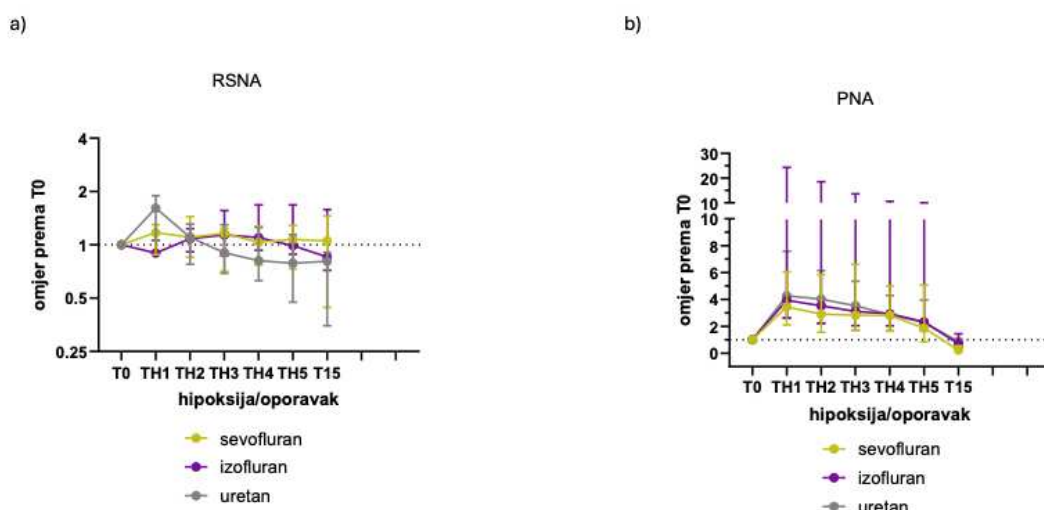 a)
RSNA
4
2
1
0.5
0.25
omjer prema T0
T0 TH1 TH2 TH3 TH4 TH5 T15
hipoksija/oporavak
sevofluran
izofluran
uretan
b)
PNA
30
20
10
10
8
6
4
2
0
omjer prema T0
T0 TH1 TH2 TH3 TH4 TH5 T15
hipoksija/oporavak
sevofluran
izofluran
uretan